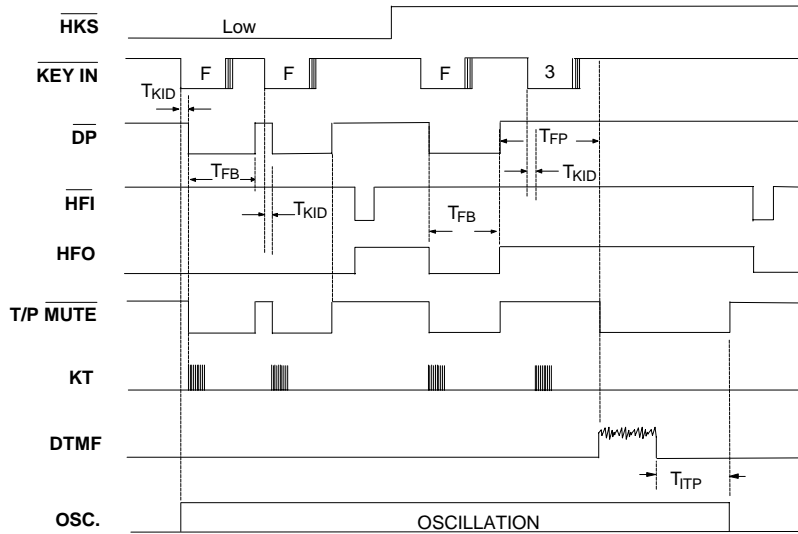 HKS Low
KEY IN F F F 3
TKID
DP TFP
TFB TKID
HFI
TKID TFB
HFO
T/P MUTE
KT
DTMF
TITP
OSC. OSCILLATION